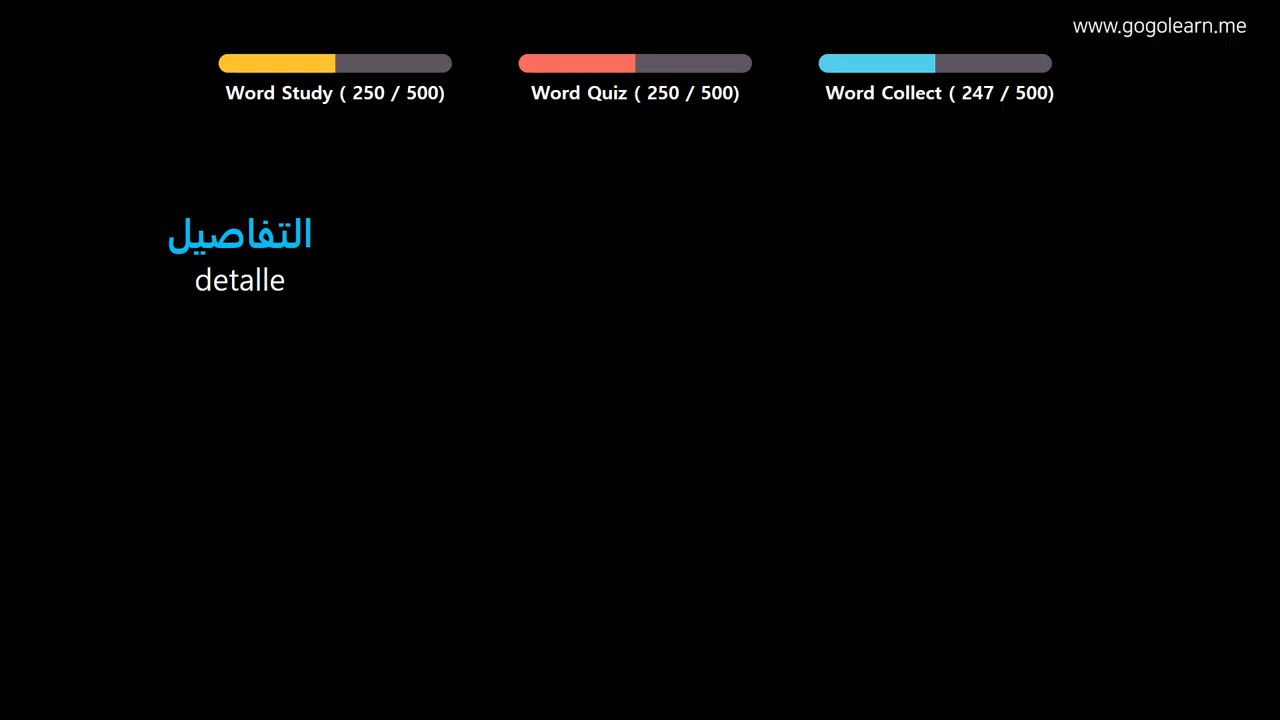 www.gogolearn.me
Word Study ( 250 / 500)
Word Quiz ( 250 / 500)
Word Collect ( 247 / 500)
التفاصيل
detalle